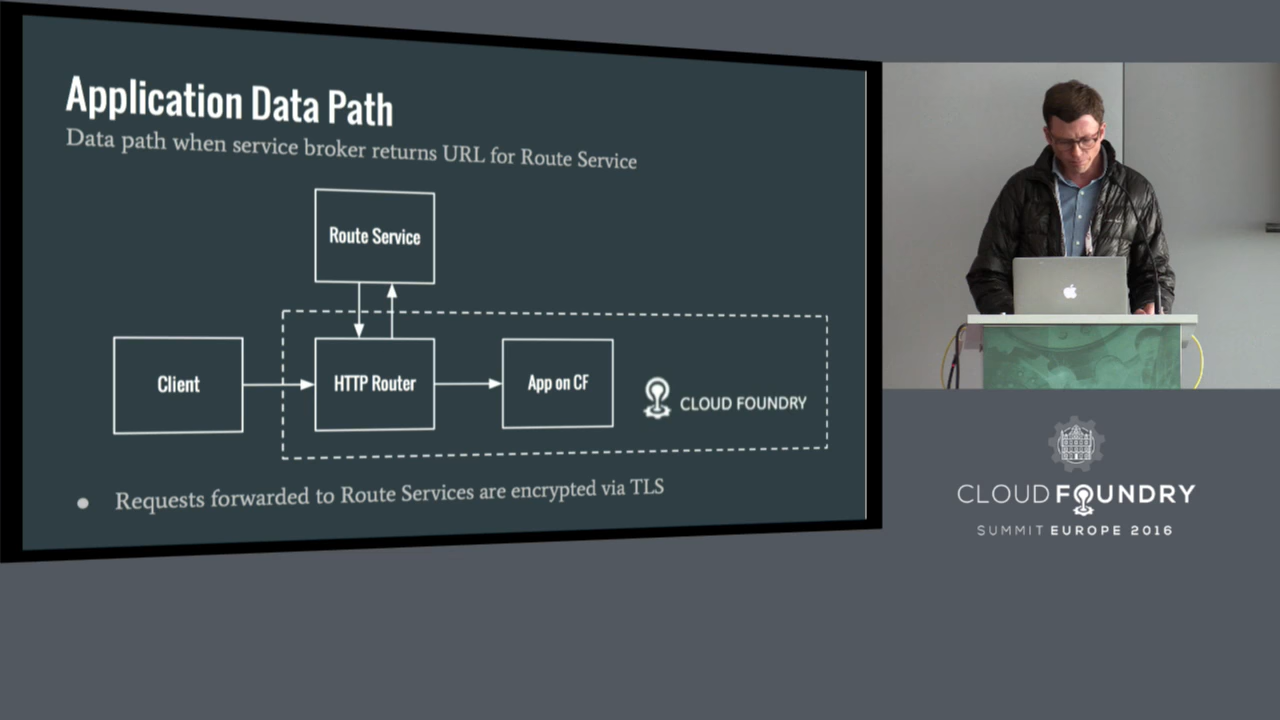 Application Data Path
Data path when service broker returns URL for Route Service
Route Service
Client
HTTP Router
App on CF
CLOUD FOUNDRY
● Requests forwarded to Route Services are encrypted via TLS
CLOUD FOUNDRY
SUMMIT EUROPE 2016